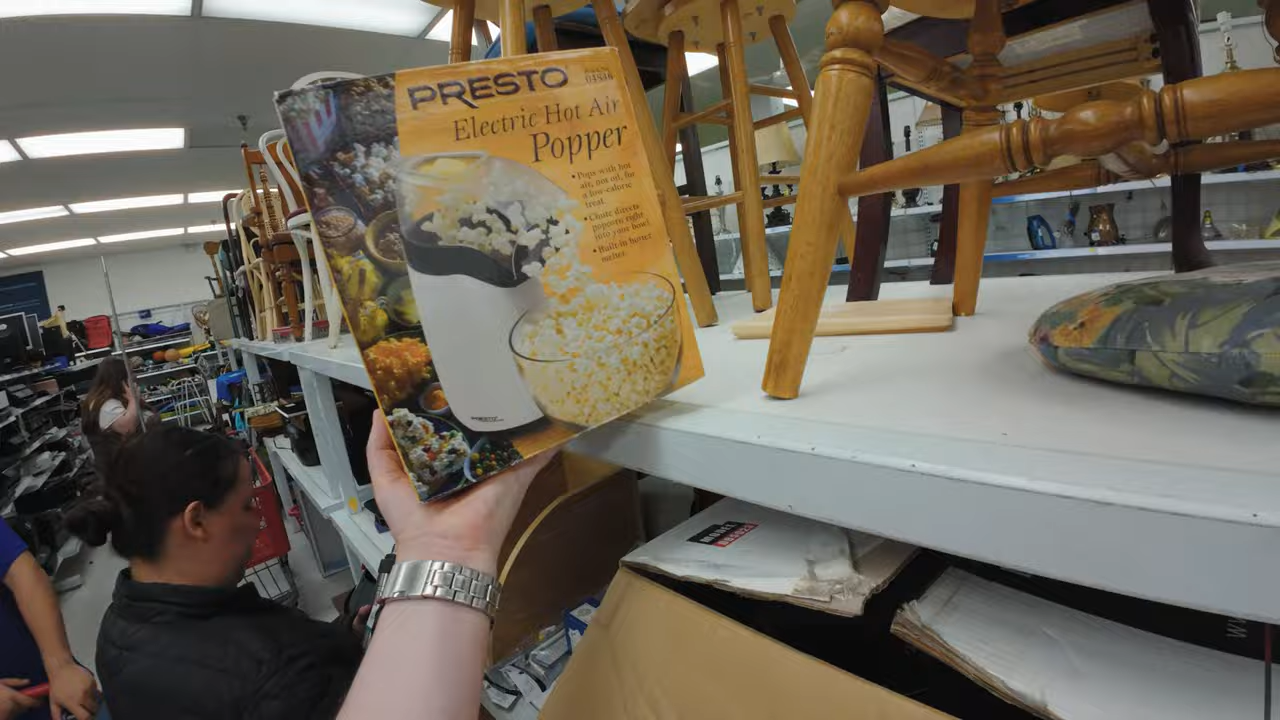 PRESTO
Electric Hot Air
Popper
• Pops with hot
air, not oil, for
a low-calorie
treat.
• Chute directs
popcorn right
into your bowl.
• Built-in butter
melter.
PRESTO